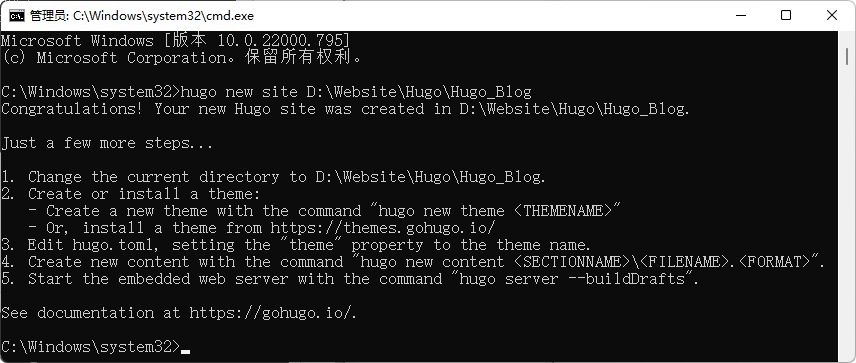 管理员: C:\Windows\system32\cmd.exe
Microsoft Windows [版本 10.0.22000.795]
(c) Microsoft Corporation。保留所有权利。
C:\Windows\system32>hugo new site D:\Website\Hugo\Hugo_Blog
Congratulations! Your new Hugo site was created in D:\Website\Hugo\Hugo_Blog.
Just a few more steps...
1. Change the current directory to D:\Website\Hugo\Hugo_Blog.
2. Create or install a theme:
   - Create a new theme with the command "hugo new theme <THEMENAME>"
   - Or, install a theme from https://themes.gohugo.io/
3. Edit hugo.toml, setting the "theme" property to the theme name.
4. Create new content with the command "hugo new content <SECTIONNAME>\<FILENAME>.<FORMAT>".
5. Start the embedded web server with the command "hugo server --buildDrafts".
See documentation at https://gohugo.io/.
C:\Windows\system32>